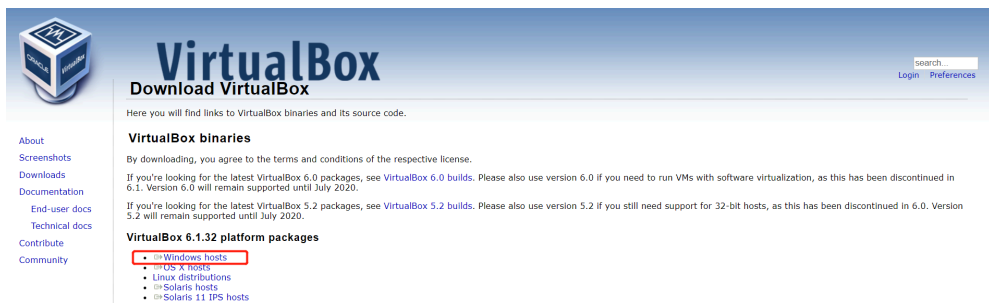 ORACLE
VirtualBox
VirtualBox
search...
Login Preferences
Download VirtualBox
Here you will find links to VirtualBox binaries and its source code.
About
Screenshots
Downloads
Documentation
End-user docs
Technical docs
Contribute
Community
VirtualBox binaries
By downloading, you agree to the terms and conditions of the respective license.
If you're looking for the latest VirtualBox 6.0 packages, see VirtualBox 6.0 builds. Please also use version 6.0 if you need to run VMs with software virtualization, as this has been discontinued in
6.1. Version 6.0 will remain supported until July 2020.
If you're looking for the latest VirtualBox 5.2 packages, see VirtualBox 5.2 builds. Please also use version 5.2 if you still need support for 32-bit hosts, as this has been discontinued in 6.0. Version
5.2 will remain supported until July 2020.
VirtualBox 6.1.32 platform packages
• Windows hosts
• OS X hosts
• Linux distributions
• Solaris hosts
• Solaris 11 IPS hosts